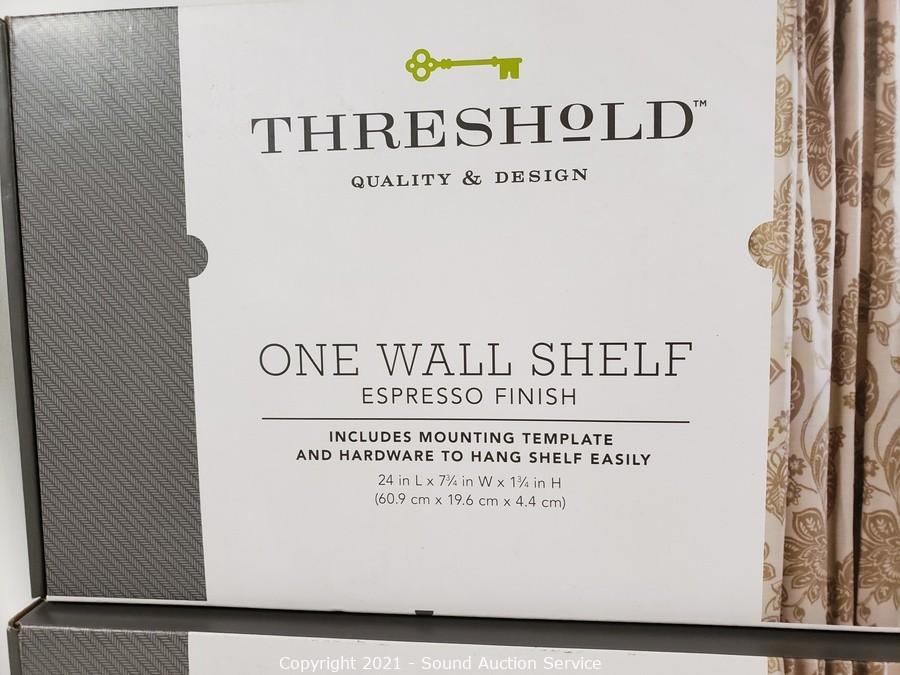 THRESHOLD™
QUALITY & DESIGN
ONE WALL SHELF
ESPRESSO FINISH
INCLUDES MOUNTING TEMPLATE
AND HARDWARE TO HANG SHELF EASILY
24 in L x 7¾ in W x 1¾ in H
(60.9 cm x 19.6 cm x 4.4 cm)
Copyright 2021 - Sound Auction Service